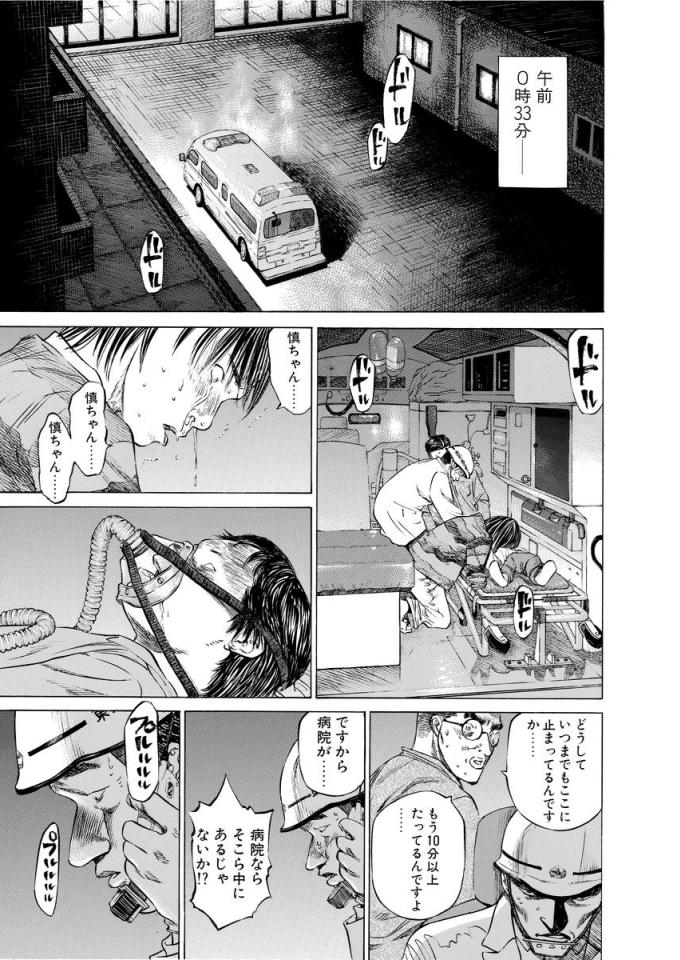 午前
０時33分──
ドドル
ドル
ドドル
ドドル
ドドル
ドル
慎ちゃん……
慎ちゃん……
慎ちゃん……
どうして
いつまでもここに
止まってるんです
か……
もう10分以上
たってるんですよ
ですから
病院が……
病院なら
そこら中に
あるじゃ
ないか!?
プルルルル
プルルルル